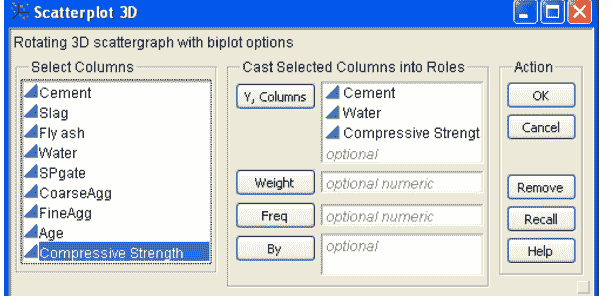 Scatterplot 3D
Rotating 3D scattergraph with biplot options
Select Columns
Cement
Slag
Fly ash
Water
SPgate
CoarseAgg
FineAgg
Age
Compressive Strength
Cast Selected Columns into Roles
Y, Columns
Cement
Water
Compressive Strengt
optional
Weight
optional numeric
Freq
optional numeric
By
optional
Action
OK
Cancel
Remove
Recall
Help